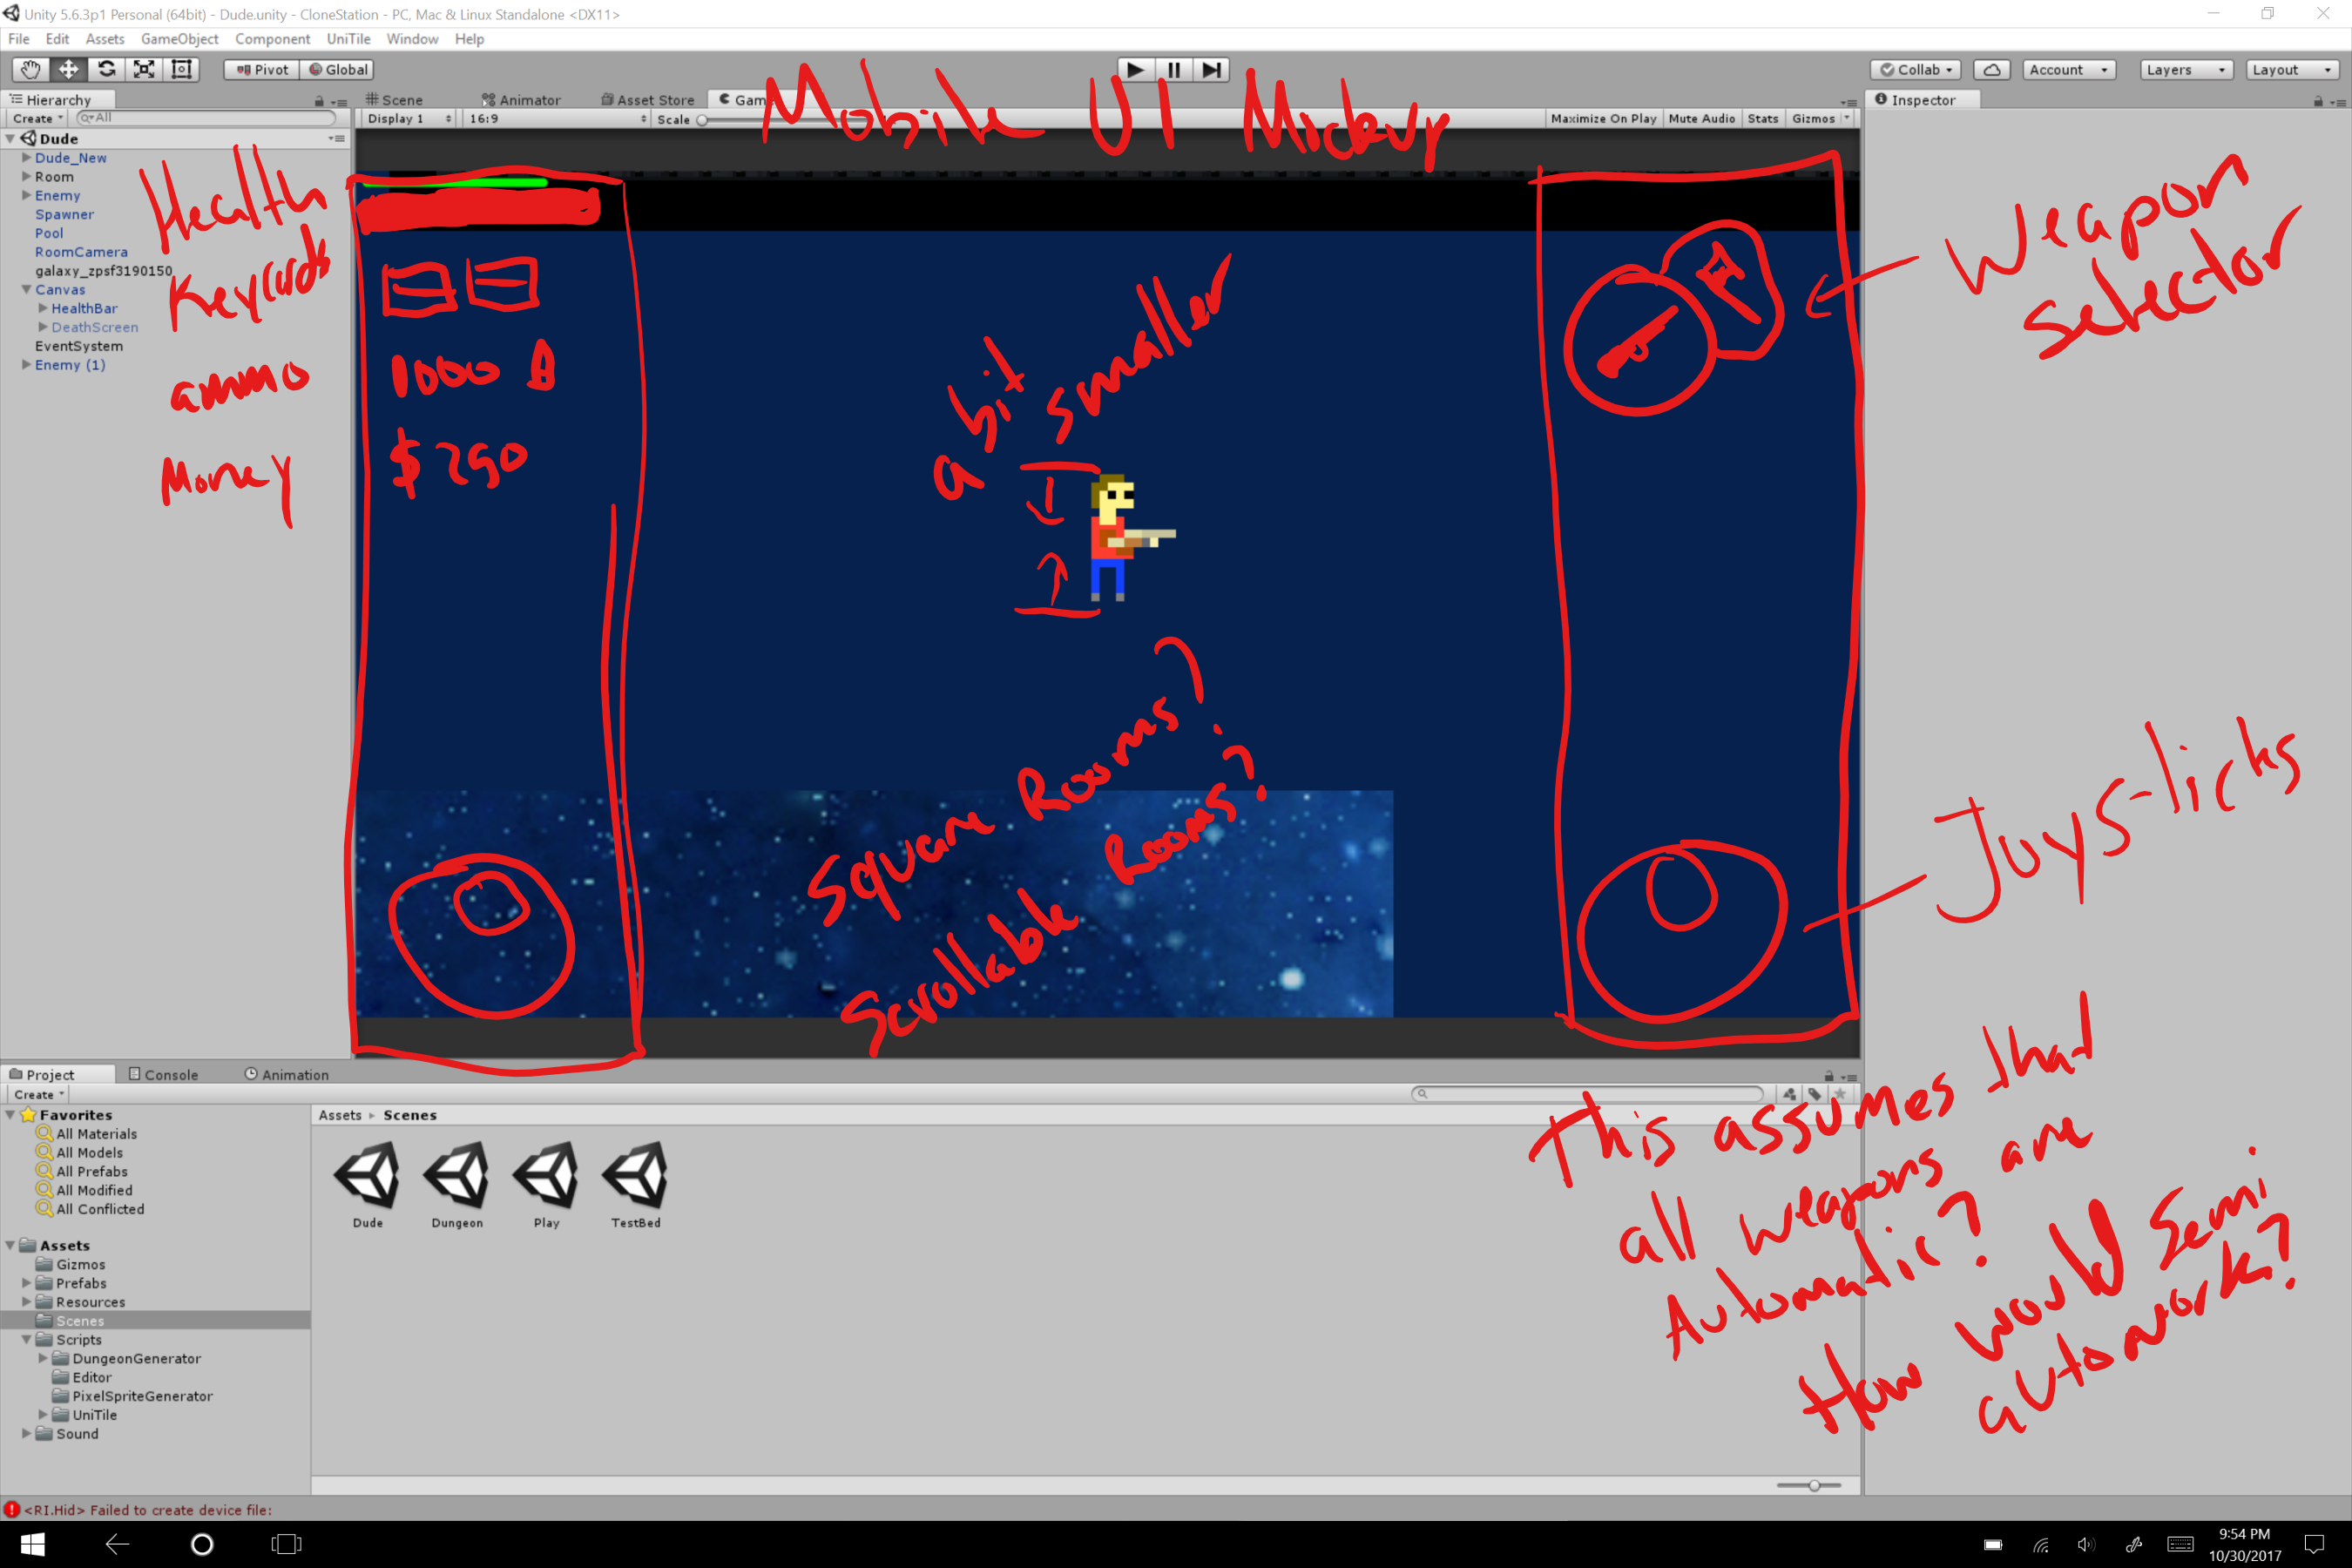 Unity 5.6.3p1 Personal (64bit) - Dude.unity - CloneStation - PC, Mac & Linux Standalone <DX11>
File Edit Assets GameObject Component UniTile Window Help
Pivot Global Collab Account Layers Layout
Hierarchy
Create All
Dude
Dude_New
Room
Enemy
Spawner
Pool
RoomCamera
galaxy_zpsf3190150
Canvas
HealthBar
DeathScreen
EventSystem
Enemy (1)
Scene Animator Asset Store Game
Display 1 16:9 Scale Maximize On Play Mute Audio Stats Gizmos
Inspector
Mobile UI Mockup
Health
Keycards
ammo
Money
1000
$ 250
a bit
smaller
Weapon
selector
Square Rooms?
Scrollable Rooms?
Joysticks
This assumes that
all weapons are
Automatic?
How would semi
auto work?
Project Console Animation
Create
Favorites
All Materials
All Models
All Prefabs
All Modified
All Conflicted
Assets
Gizmos
Prefabs
Resources
Scenes
Scripts
DungeonGenerator
Editor
PixelSpriteGenerator
UniTile
Sound
Assets Scenes
Dude Dungeon Play TestBed
<RI.Hid> Failed to create device file:
9:54 PM
10/30/2017